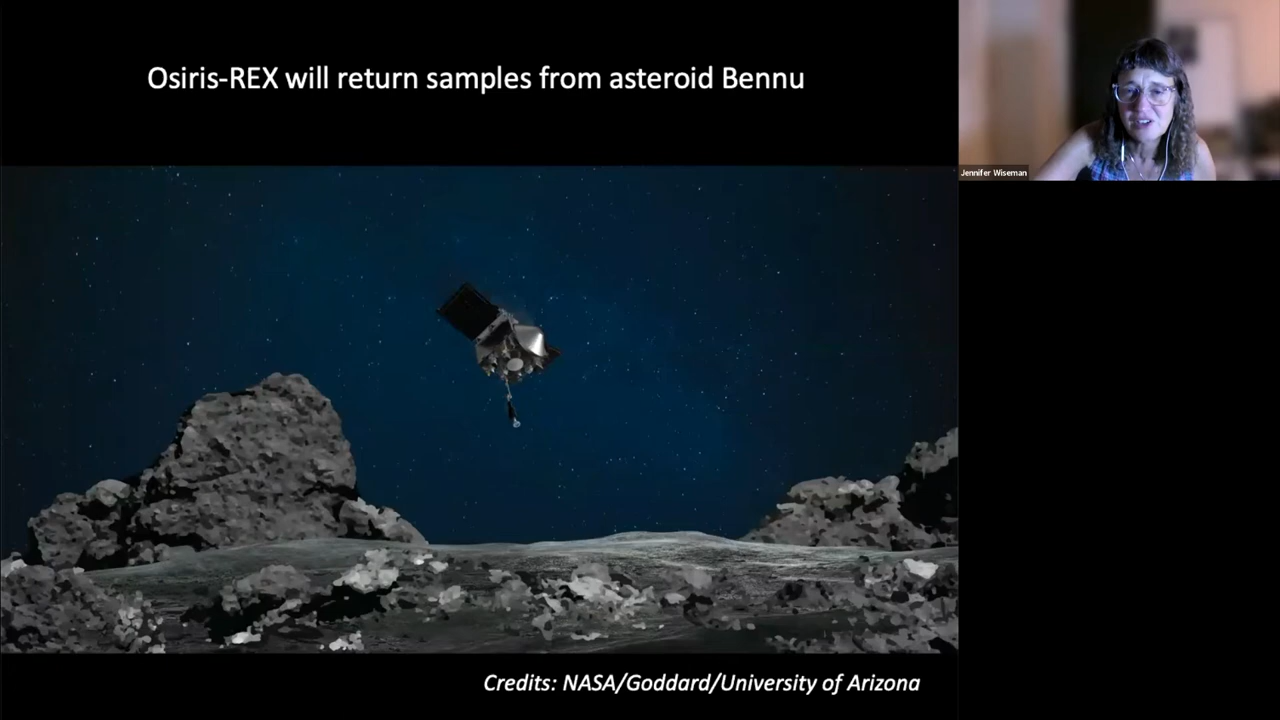 Osiris-REX will return samples from asteroid Bennu
Jennifer Wiseman
Credits: NASA/Goddard/University of Arizona